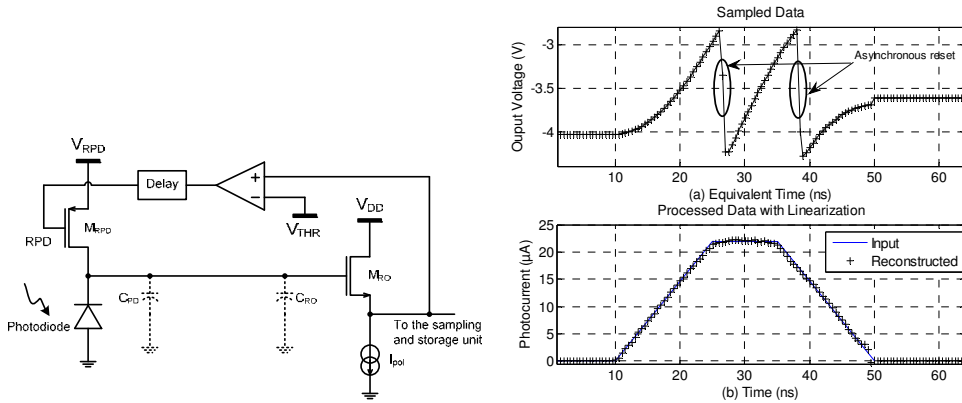 V_RPD
Delay
+
−
V_THR
V_DD
RPD
M_RPD
M_RO
C_PD
C_RO
Photodiode
To the sampling
and storage unit
I_pol
Sampled Data
Ouput Voltage (V)
-3
-3.5
-4
Asynchronous reset
10 20 30 40 50 60
(a) Equivalent Time (ns)
Processed Data with Linearization
Photocurrent (µA)
25
20
15
10
5
0
Input
Reconstructed
10 20 30 40 50 60
(b) Time (ns)